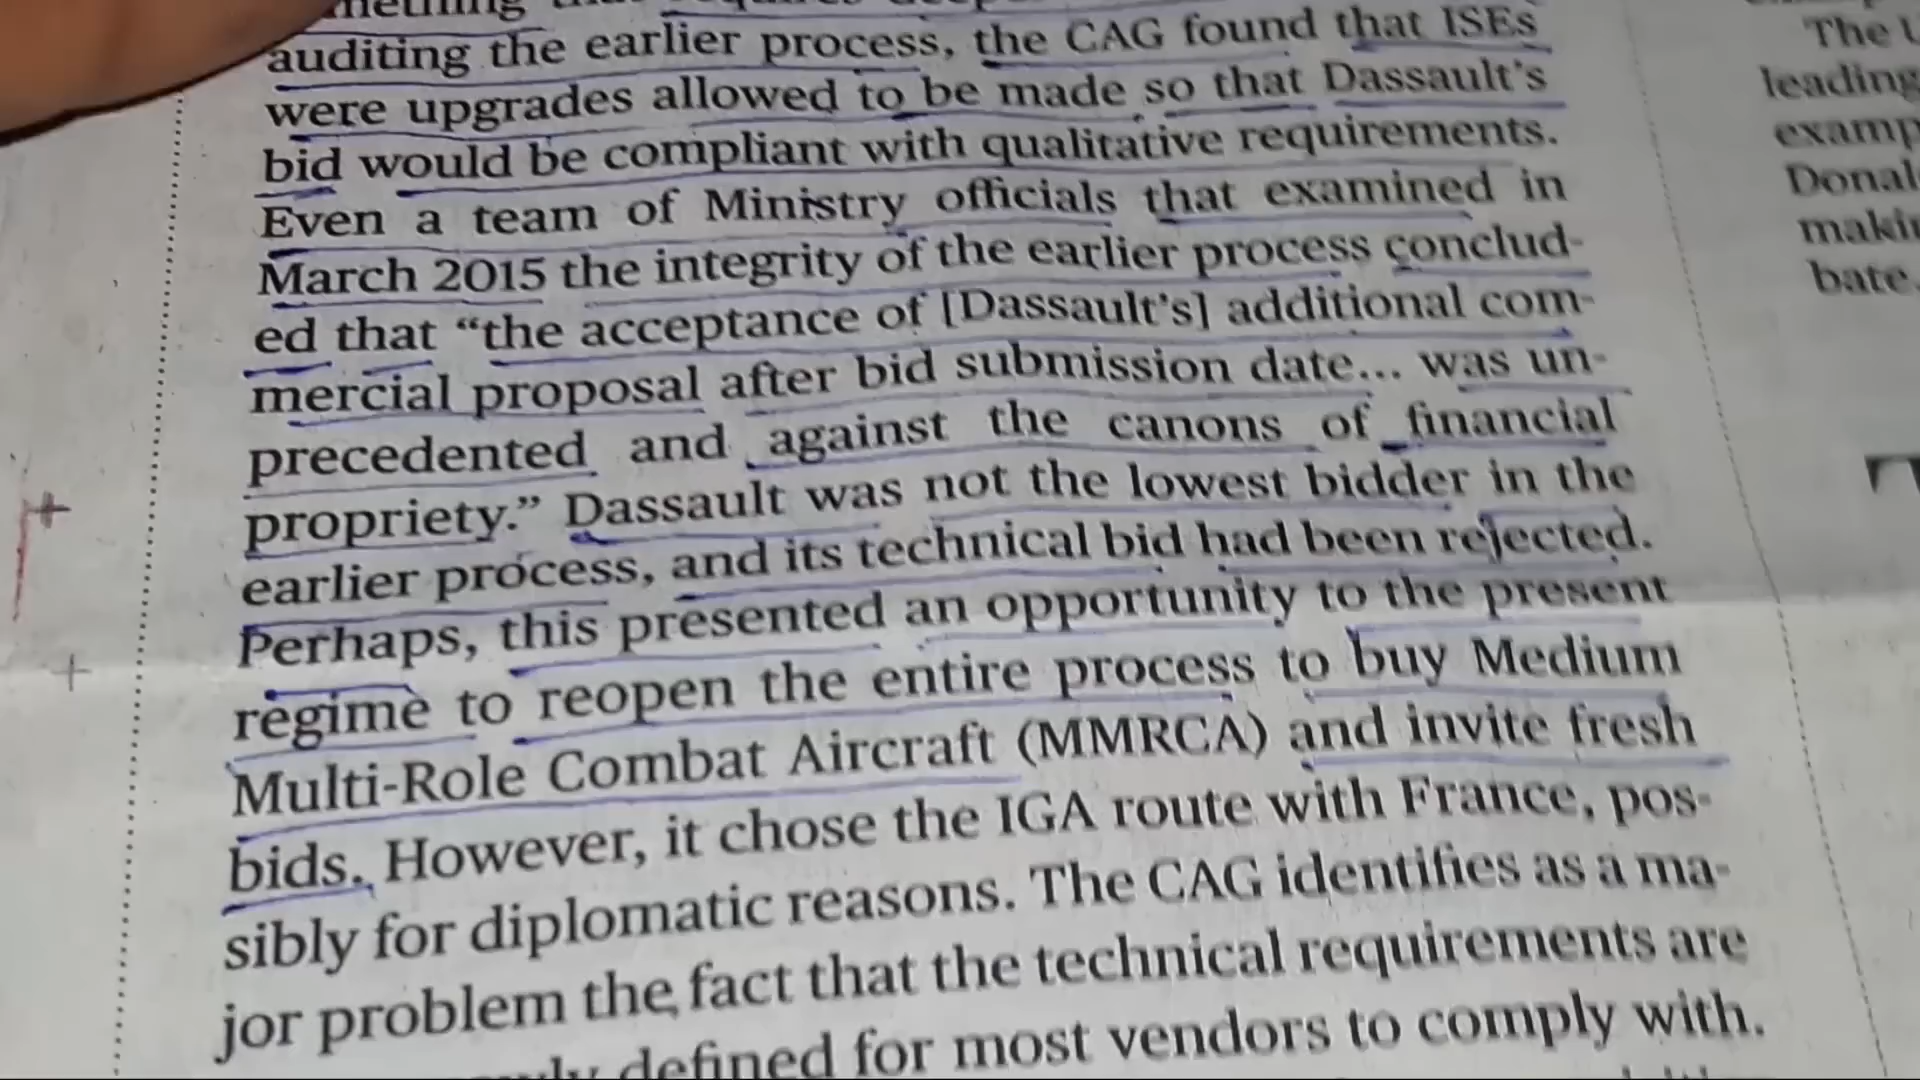 auditing the earlier process, the CAG found that ISEs
were upgrades allowed to be made so that Dassault's
bid would be compliant with qualitative requirements.
Even a team of Ministry officials that examined in
March 2015 the integrity of the earlier process conclud-
ed that “the acceptance of [Dassault's] additional com-
mercial proposal after bid submission date... was un-
precedented and against the canons of financial
propriety.” Dassault was not the lowest bidder in the
earlier process, and its technical bid had been rejected.
Perhaps, this presented an opportunity to the present
regime to reopen the entire process to buy Medium
Multi-Role Combat Aircraft (MMRCA) and invite fresh
bids. However, it chose the IGA route with France, pos-
sibly for diplomatic reasons. The CAG identifies as a ma-
jor problem the fact that the technical requirements are
defined for most vendors to comply with.
The
leading
bate.